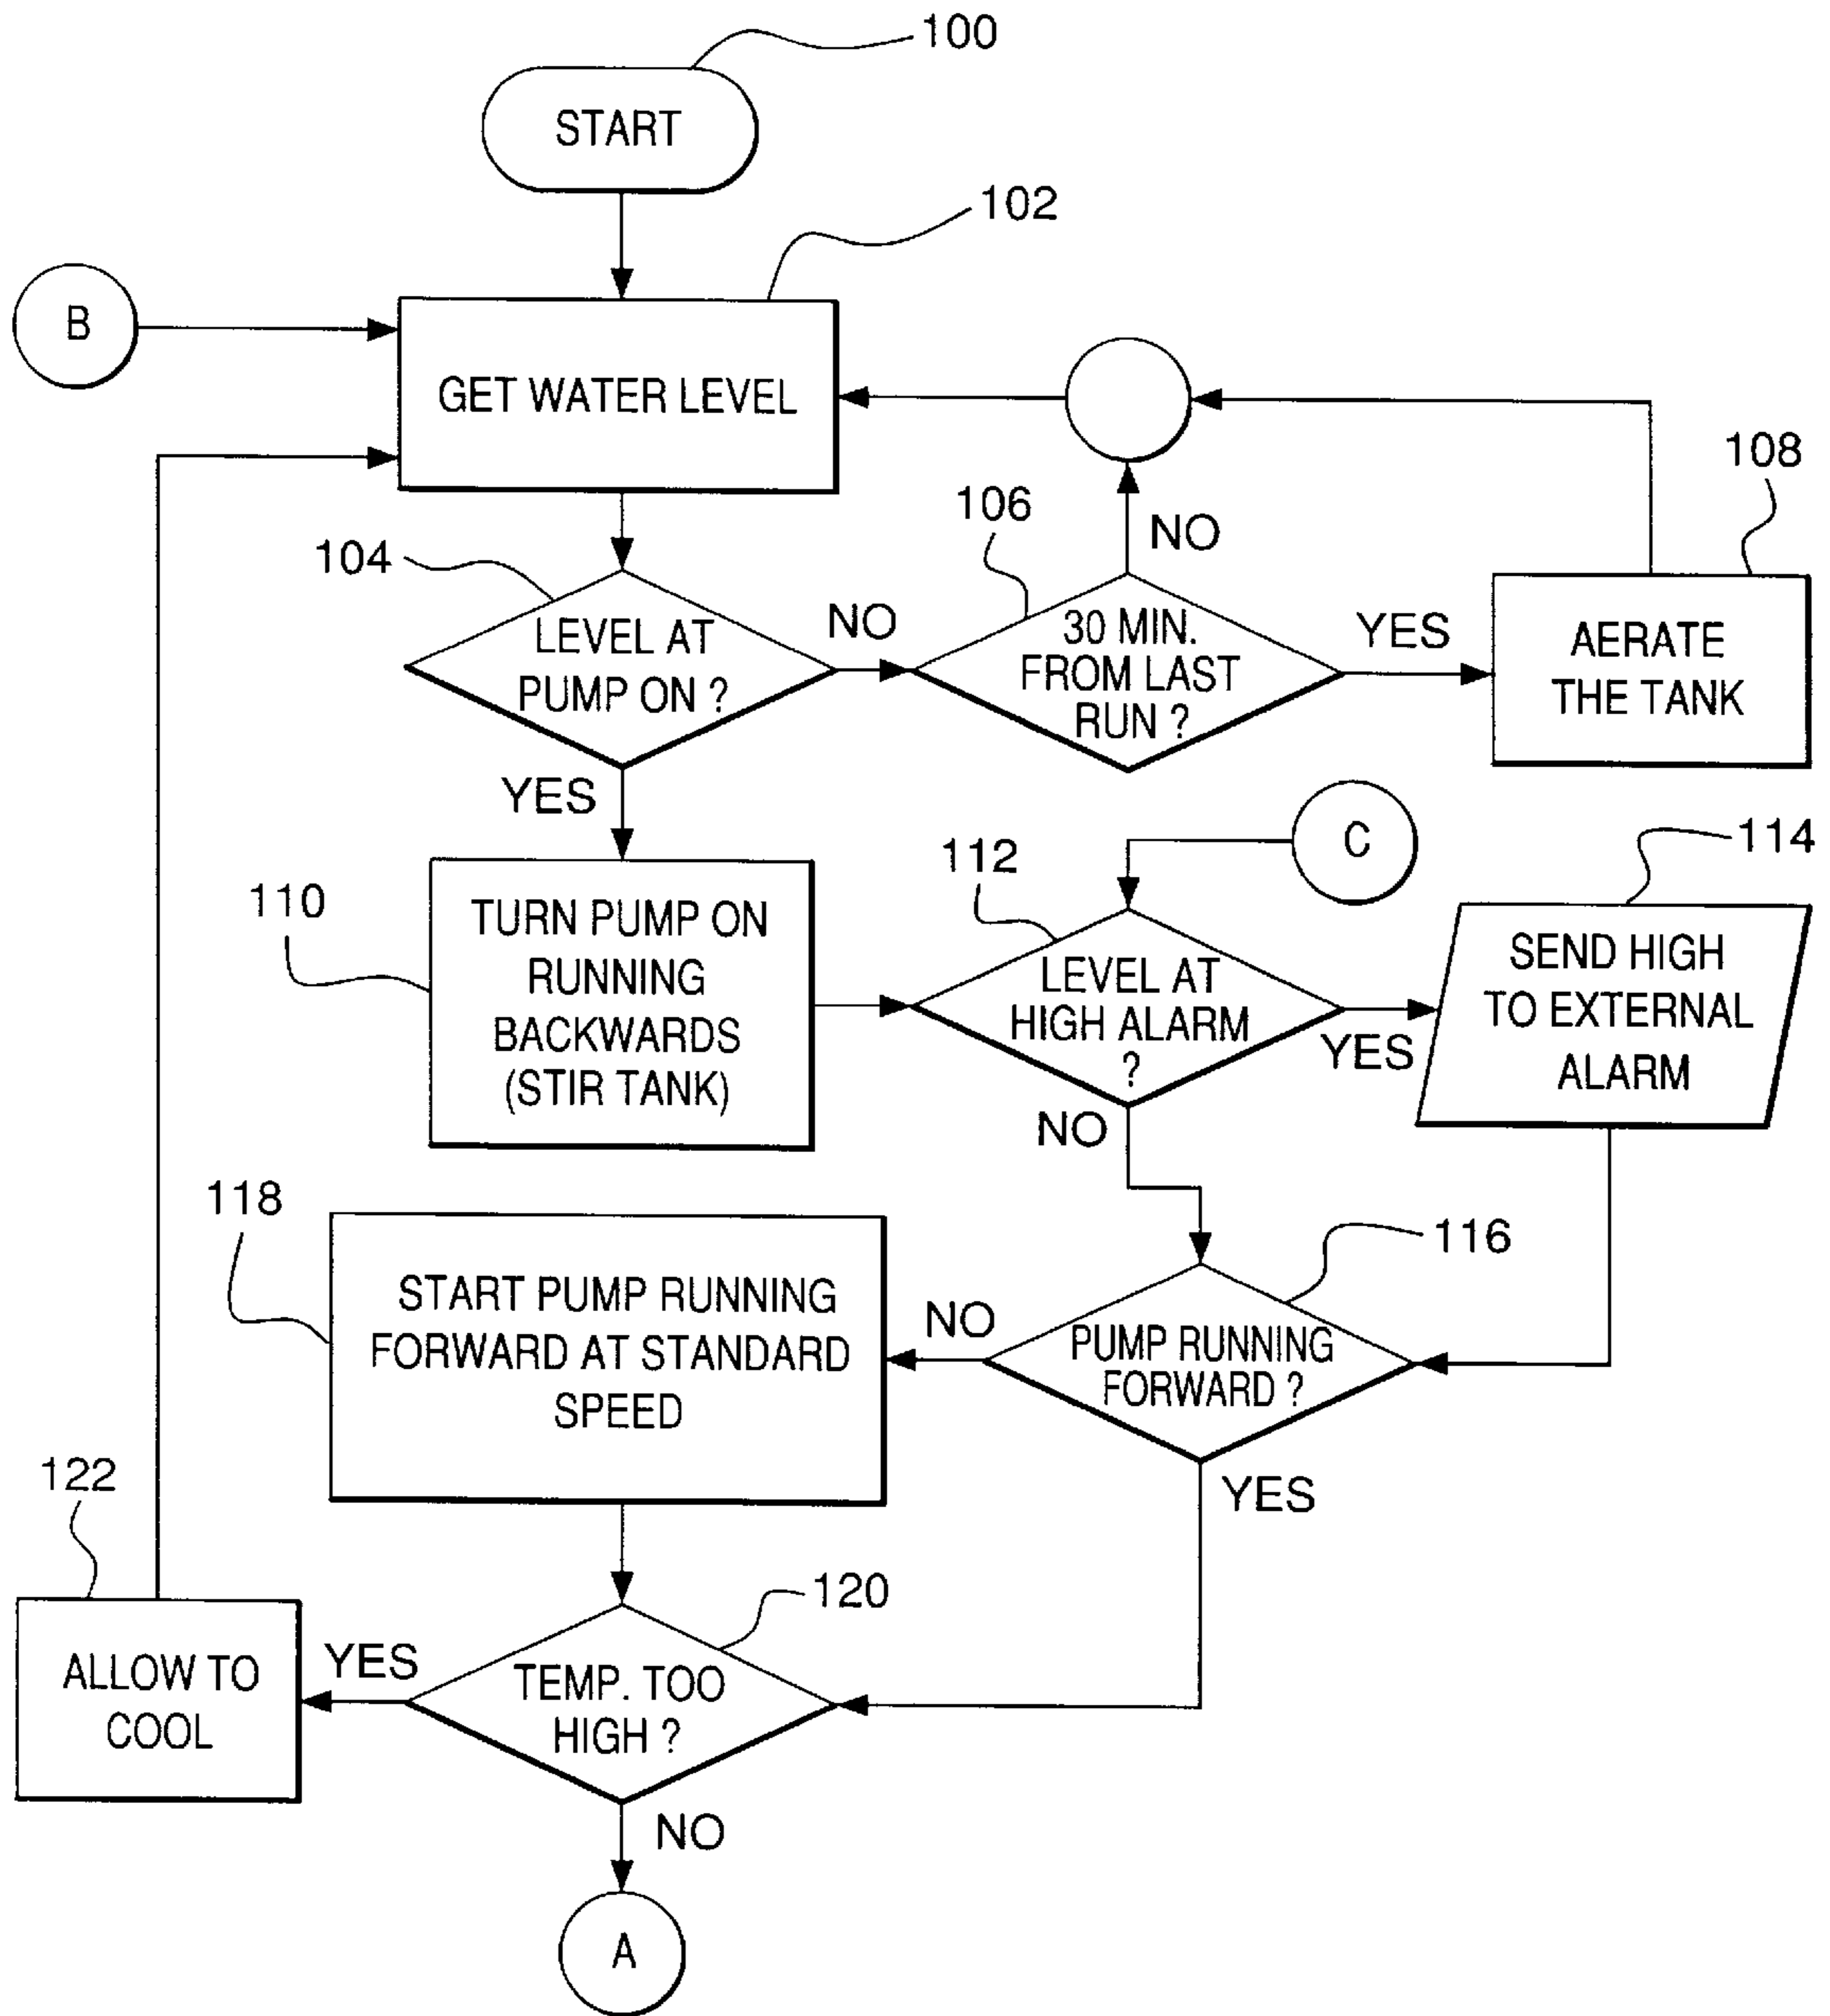 100
START
102
B
GET WATER LEVEL
108
106
NO
104
LEVEL AT
PUMP ON ?
NO
30 MIN.
FROM LAST
RUN ?
YES
AERATE
THE TANK
YES
C
114
112
110
TURN PUMP ON
RUNNING
BACKWARDS
(STIR TANK)
LEVEL AT
HIGH ALARM
?
YES
SEND HIGH
TO EXTERNAL
ALARM
NO
118
116
START PUMP RUNNING
FORWARD AT STANDARD
SPEED
NO
PUMP RUNNING
FORWARD ?
YES
122
120
ALLOW TO
COOL
YES
TEMP. TOO
HIGH ?
NO
A